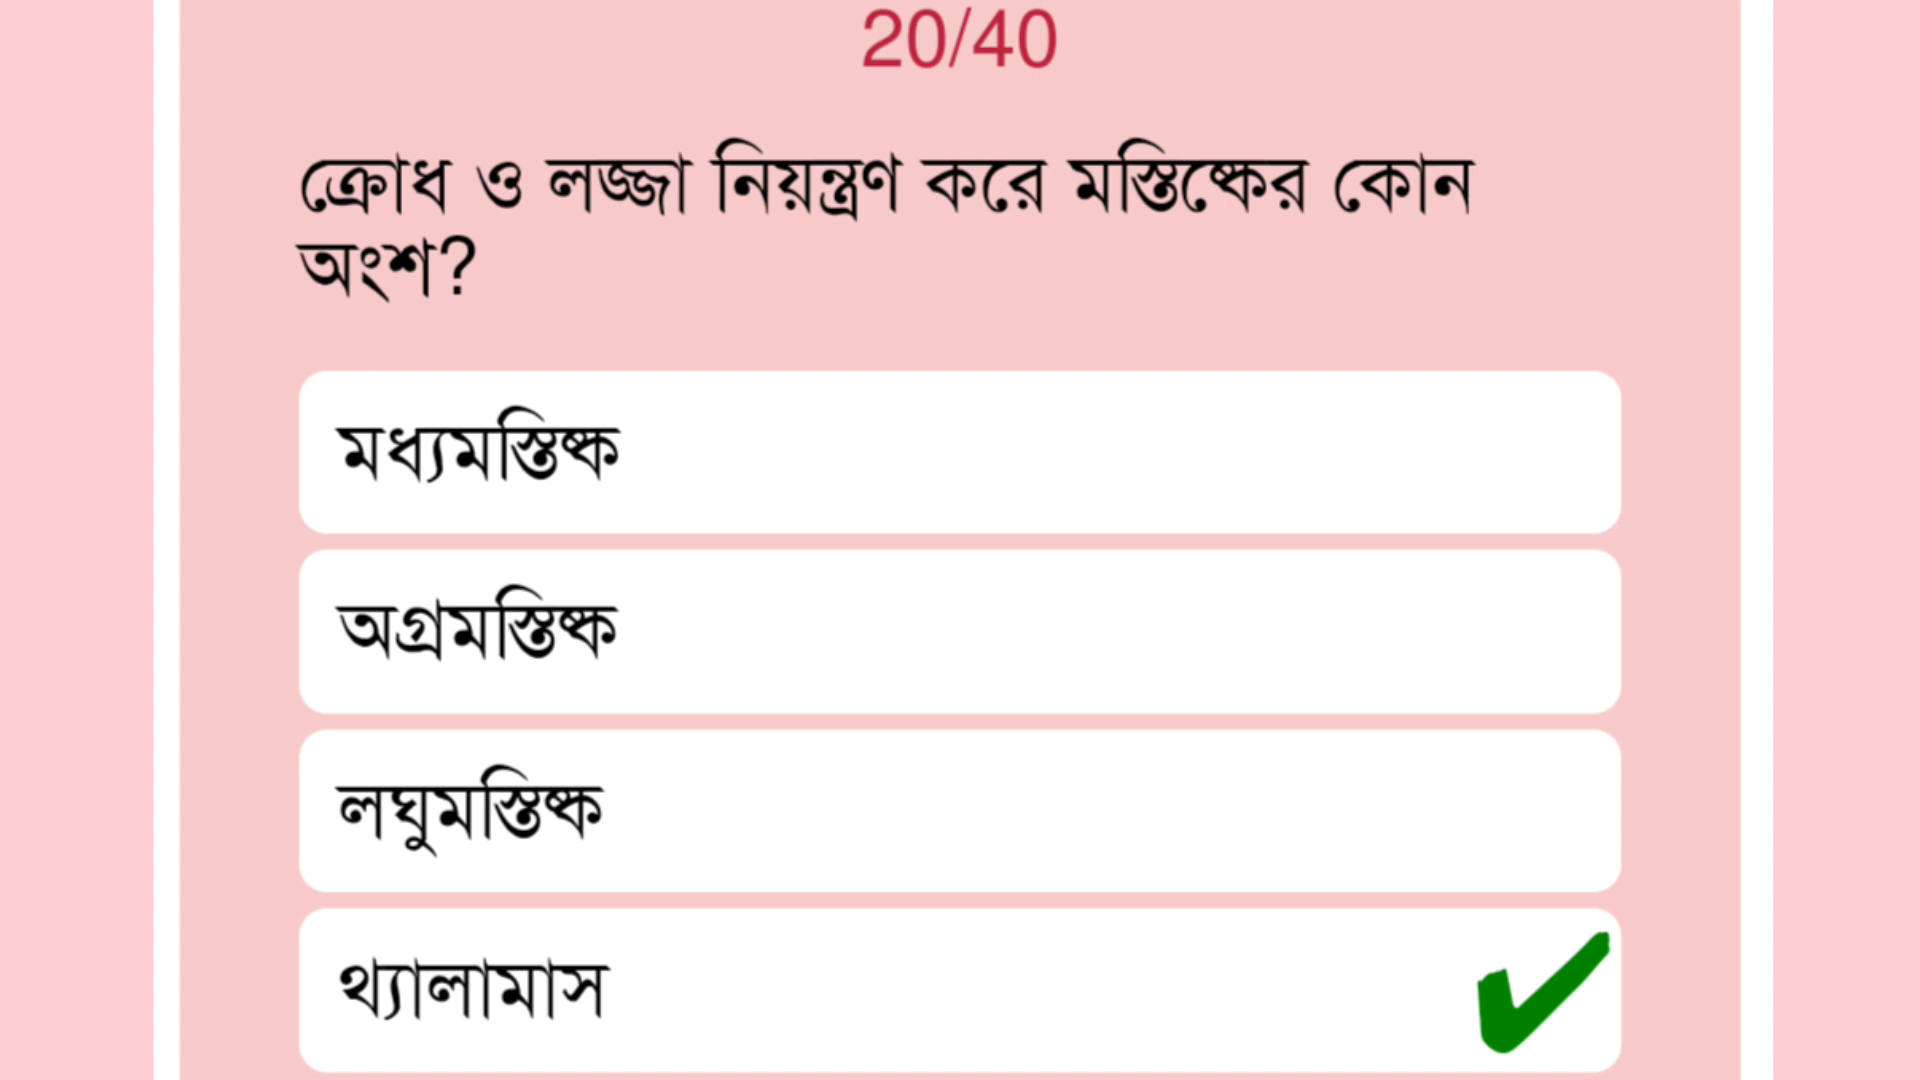 20/40
ক্রোধ ও লজ্জা নিয়ন্ত্রণ করে মস্তিষ্কের কোন
অংশ?
মধ্যমস্তিষ্ক
অগ্রমস্তিষ্ক
লঘুমস্তিষ্ক
থ্যালামাস